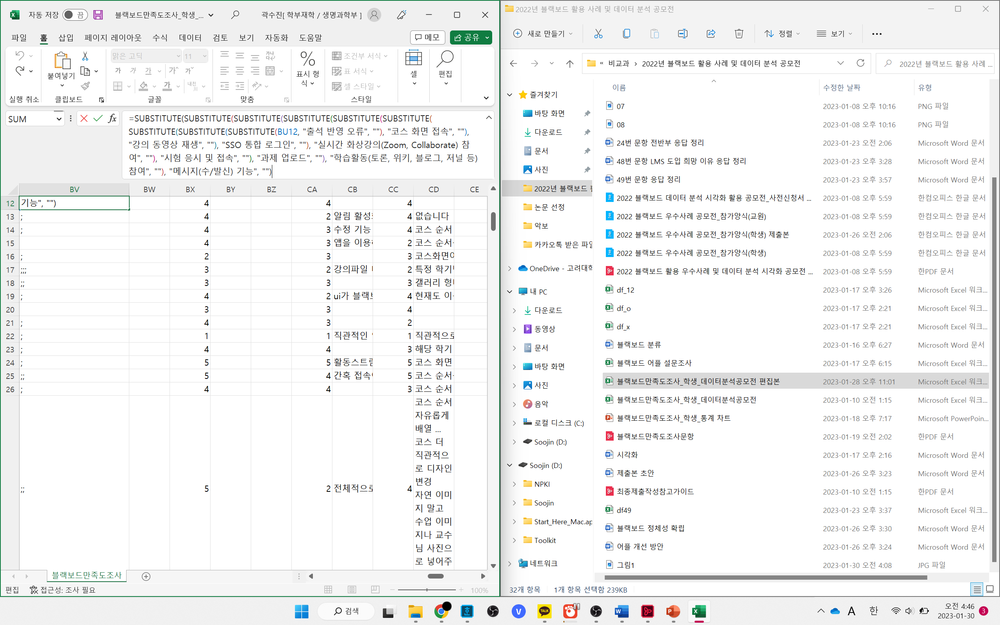 자동 저장 끔 블랙보드만족도조사_학생_... 곽수진[ 학부재학 / 생명과학부 ]
파일 홈 삽입 페이지 레이아웃 수식 데이터 검토 보기 자동화 도움말 메모 공유
붙여넣기
맑은 고딕 11
가 가 가 가 가
가
가나
내천
표시 형식
조건부 서식
표 서식
셀 스타일
셀
편집
실행 취소 클립보드 글꼴 맞춤 스타일
SUM fx
=SUBSTITUTE(SUBSTITUTE(SUBSTITUTE(SUBSTITUTE(SUBSTITUTE(SUBSTITUTE(
SUBSTITUTE(SUBSTITUTE(SUBSTITUTE(BU12, "출석 반영 오류", ""), "코스 화면 접속", ""),
"강의 동영상 재생", ""), "SSO 통합 로그인", ""), "실시간 화상강의(Zoom, Collaborate) 참
여", ""), "시험 응시 및 접속", ""), "과제 업로드", ""), "학습활동(토론, 위키, 블로그, 저널 등)
참여", ""), "메시지(수/발신) 기능", "")
BV BW BX BY BZ CA CB CC CD CE
12 기능", "") 4 4 4
13 ; 4 2 알림 활성 4 없습니다
14 ; 4 3 수정 기능 4 코스 순서
15 4 3 앱을 이용 2 코스 순서
16 ; 2 3 3 코스화면
17 ;;; 3 2 강의파일 2 특정 학기
18 ;; 3 3 3 갤러리 형
19 ; 4 2 ui가 블랙 4 현재도 이
20 3 3 4
21 ; 4 3 2
22 ; 1 1 직관적인 1 직관적으로
23 ; 4 4 3 해당 학기
24 ; 5 5 활동스트림 5 코스 화면
25 ;; 5 4 간혹 접속 5 코스 순서
26 ; 4 4 3 코스 순서
;; 5 2 전체적으로 4
코스 순서
자유롭게
배열 ...
코스 더
직관적으
로 디자인
변경
자연 이미
지 말고
수업 이미
지나 교수
님 사진으
로 넣어주
블랙보드만족도조사
편집 접근성: 조사 필요 100%
2022년 블랙보드 활용 사례 및 데이터 분석 공모전
새로 만들기 정렬 보기 ...
« 비교과 › 2022년 블랙보드 활용 사례 및 데이터 분석 공모전
2022년 블랙보드 활용 사례 ...
즐겨찾기
바탕 화면
다운로드
문서
사진
2022년 블랙보드
논문 선정
악보
카카오톡 받은 파일
OneDrive - 고려대학
내 PC
다운로드
동영상
문서
바탕 화면
사진
음악
로컬 디스크 (C:)
Soojin (D:)
Soojin (D:)
NPKI
Soojin
Start_Here_Mac.ap
Toolkit
네트워크
이름 수정한 날짜 유형
07 2023-01-08 오후 10:16 PNG 파일
08 2023-01-08 오후 10:16 PNG 파일
24번 문항 전반부 응답 정리 2023-01-23 오전 2:06 Microsoft Word 문서
48번 문항 LMS 도입 희망 이유 응답 정리 2023-01-23 오후 3:28 Microsoft Word 문서
49번 문항 응답 정리 2023-01-23 오후 3:57 Microsoft Word 문서
2022 블랙보드 데이터 분석 시각화 활용 공모전_사전신청서 ... 2023-01-08 오후 5:59 한컴오피스 한글 문서
2022 블랙보드 우수사례 공모전_참가양식(교원) 2023-01-08 오후 5:59 한컴오피스 한글 문서
2022 블랙보드 우수사례 공모전_참가양식(학생) 제출본 2023-01-26 오전 2:06 한컴오피스 한글 문서
2022 블랙보드 우수사례 공모전_참가양식(학생) 2023-01-08 오후 5:59 한컴오피스 한글 문서
2022 블랙보드 활용 우수사례 및 데이터 분석 시각화 공모전 ... 2023-01-08 오후 5:59 한PDF 문서
df_12 2023-01-17 오후 3:26 Microsoft Excel 워크...
df_o 2023-01-17 오후 2:21 Microsoft Excel 워크...
df_x 2023-01-17 오후 2:21 Microsoft Excel 워크...
블랙보드 분류 2023-01-16 오후 6:27 Microsoft Word 문서
블랙보드 어플 설문조사 2023-01-17 오후 6:15 Microsoft Excel 워크...
블랙보드만족도조사_학생_데이터분석공모전 편집본 2023-01-28 오후 11:01 Microsoft Excel 워크...
블랙보드만족도조사_학생_데이터분석공모전 2023-01-10 오전 1:15 Microsoft Excel 워크...
블랙보드만족도조사_학생_통계 차트 2023-01-18 오후 7:17 Microsoft PowerPoin...
블랙보드만족도조사문항 2023-01-19 오전 2:02 한PDF 문서
시각화 2023-01-17 오후 2:16 Microsoft Word 문서
제출본 초안 2023-01-26 오후 3:23 Microsoft Word 문서
최종제출작성참고가이드 2023-01-10 오전 1:15 한PDF 문서
df49 2023-01-23 오후 3:37 Microsoft Excel 워크...
블랙보드 정체성 확립 2023-01-26 오후 3:30 Microsoft Word 문서
어플 개선 방안 2023-01-26 오후 3:24 Microsoft Word 문서
그림1 2023-01-30 오전 4:08 JPG 파일
32개 항목 1개 항목 선택함 239KB
검색 TALK A 한 오전 4:46
2023-01-30 3